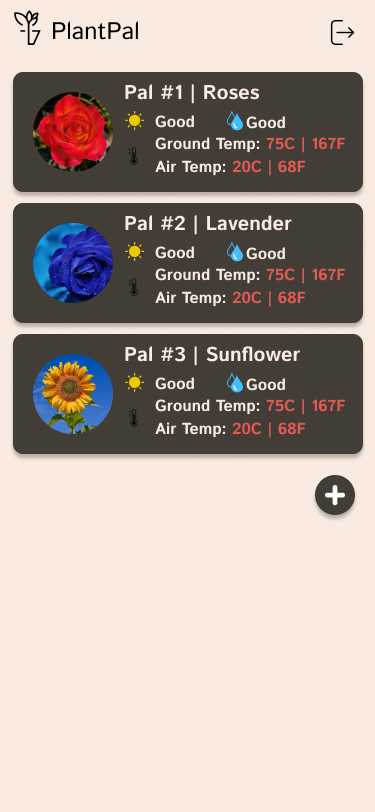 PlantPal
Pal #1 | Roses
Good Good
Ground Temp: 75C | 167F
Air Temp: 20C | 68F
Pal #2 | Lavender
Good Good
Ground Temp: 75C | 167F
Air Temp: 20C | 68F
Pal #3 | Sunflower
Good Good
Ground Temp: 75C | 167F
Air Temp: 20C | 68F